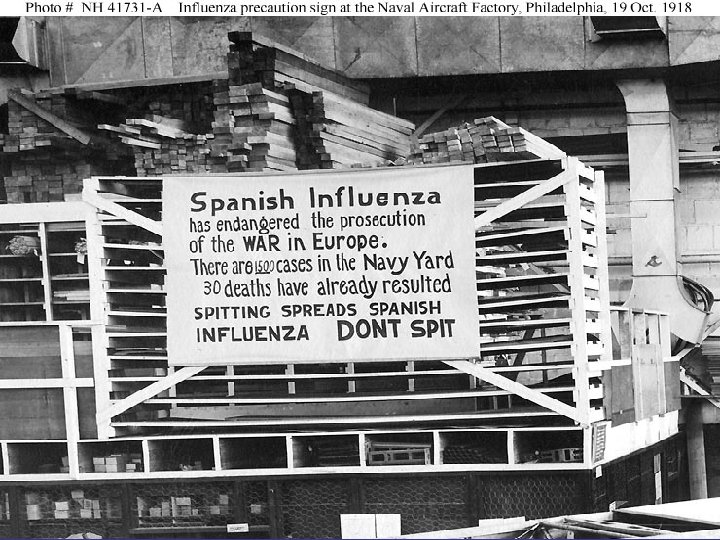 Photo # NH 41731-A Influenza precaution sign at the Naval Aircraft Factory, Philadelphia, 19 Oct. 1918
Spanish Influenza
has endangered the prosecution
of the WAR in Europe.
There are 1500 cases in the Navy Yard
30 deaths have already resulted
SPITTING SPREADS SPANISH
INFLUENZA DONT SPIT